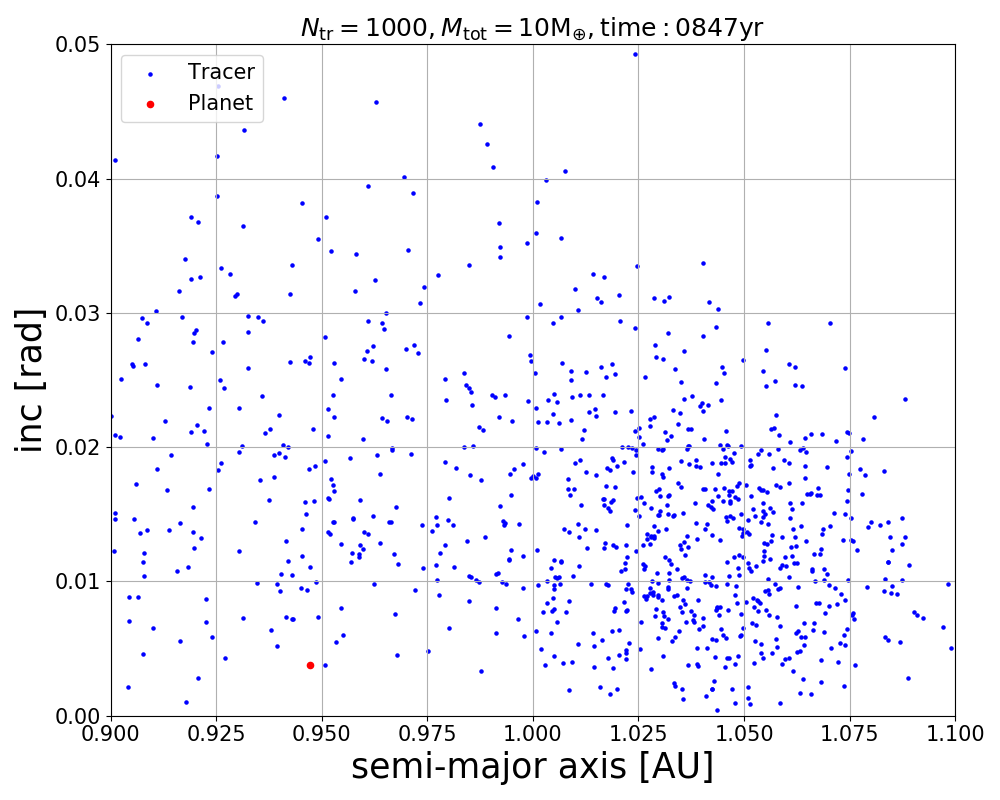 N_tr = 1000, M_tot = 10M_⊕, time : 0847yr
Tracer
Planet
0.05
0.04
0.03
0.02
0.01
0.00
inc [rad]
0.900 0.925 0.950 0.975 1.000 1.025 1.050 1.075 1.100
semi-major axis [AU]